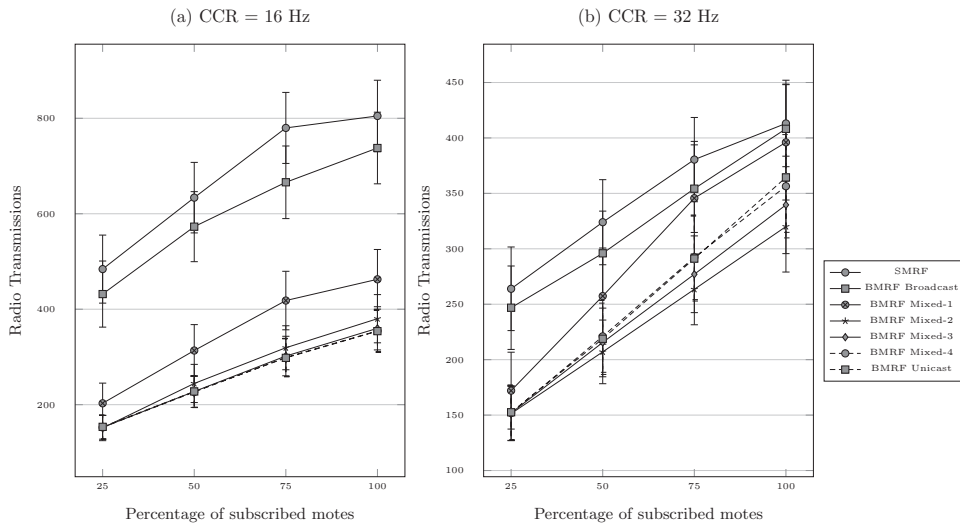 (a) CCR = 16 Hz
800
600
400
200
25 50 75 100
Radio Transmissions
Percentage of subscribed motes
(b) CCR = 32 Hz
450
400
350
300
250
200
150
100
25 50 75 100
Radio Transmissions
Percentage of subscribed motes
SMRF
BMRF Broadcast
BMRF Mixed-1
BMRF Mixed-2
BMRF Mixed-3
BMRF Mixed-4
BMRF Unicast